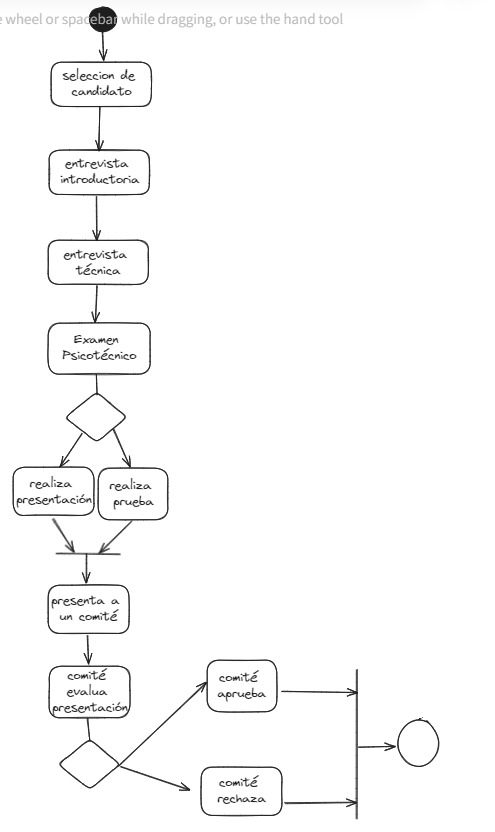 wheel or spacebar while dragging, or use the hand tool
seleccion de
candidato
entrevista
introductoria
entrevista
técnica
Examen
Psicotécnico
realiza
presentación
realiza
prueba
presenta a
un comité
comité
evalua
presentación
comité
aprueba
comité
rechaza